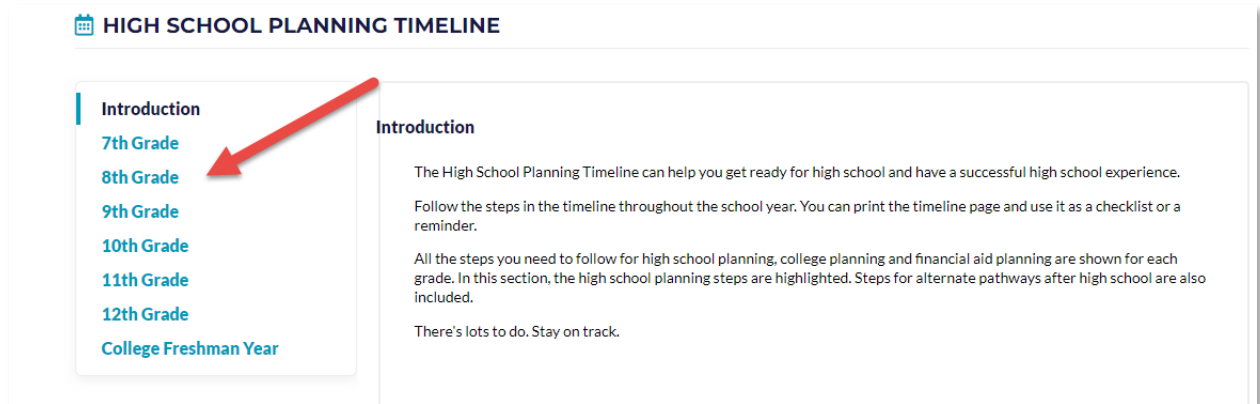 HIGH SCHOOL PLANNING TIMELINE
Introduction
7th Grade
8th Grade
9th Grade
10th Grade
11th Grade
12th Grade
College Freshman Year
Introduction
The High School Planning Timeline can help you get ready for high school and have a successful high school experience.
Follow the steps in the timeline throughout the school year. You can print the timeline page and use it as a checklist or a
reminder.
All the steps you need to follow for high school planning, college planning and financial aid planning are shown for each
grade. In this section, the high school planning steps are highlighted. Steps for alternate pathways after high school are also
included.
There's lots to do. Stay on track.